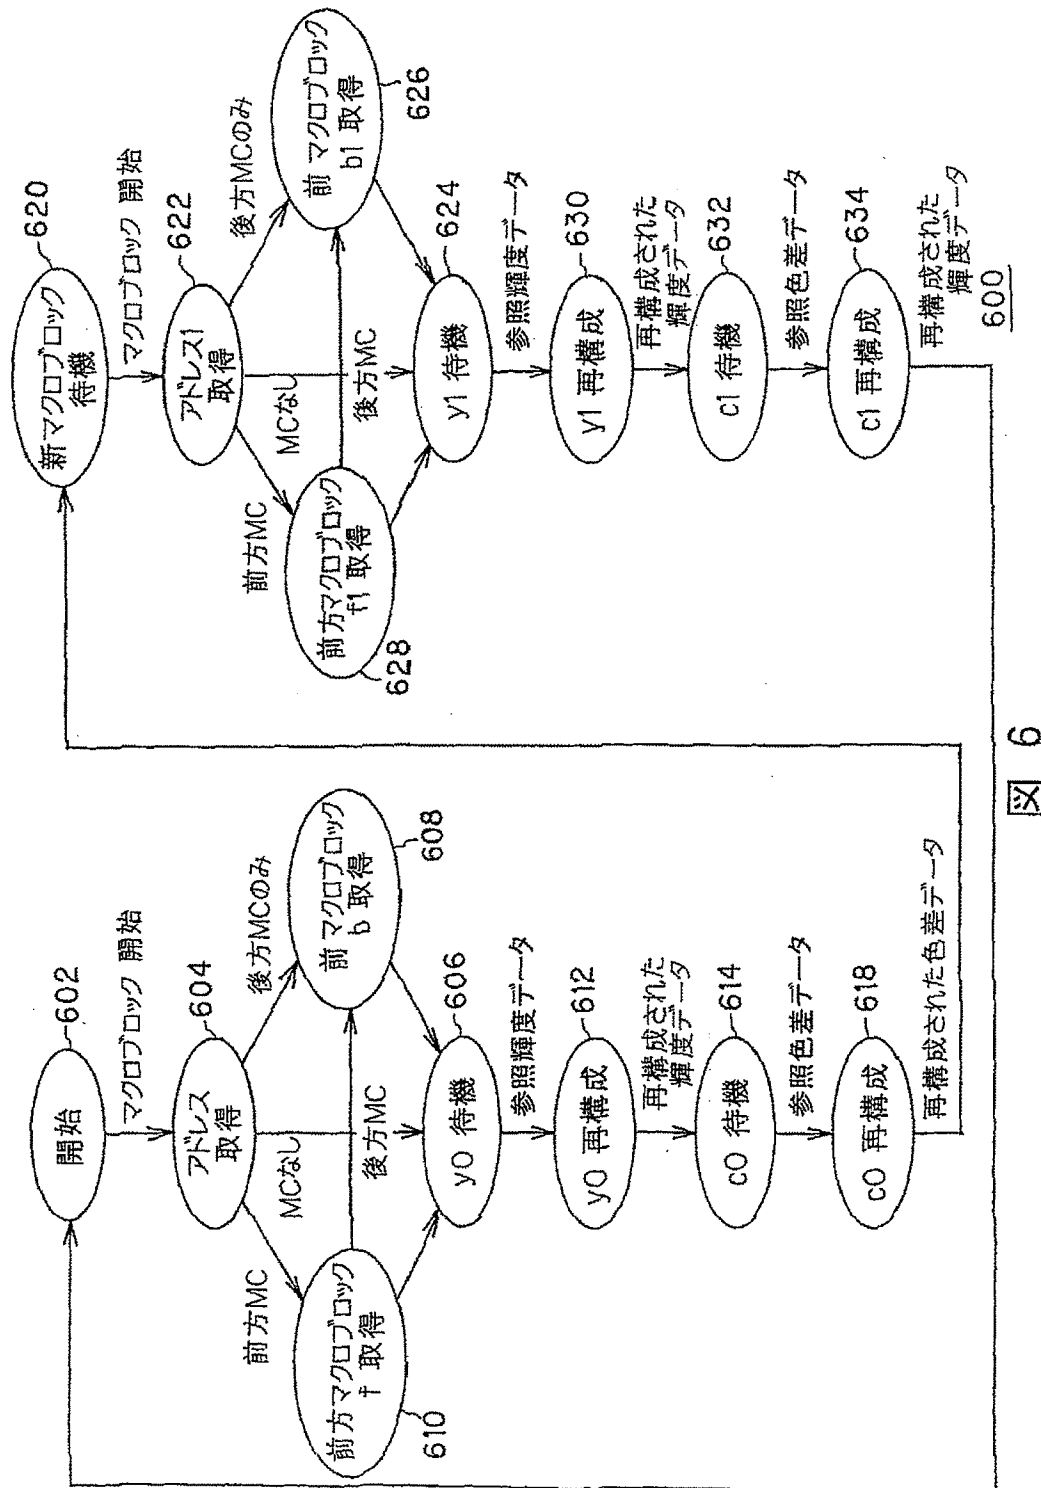 602
開始
マクロブロック 開始
604
アドレス
取得
前方MC
MCなし
後方MCのみ
前方マクロブロック
f 取得
610
前 マクロブロック
b 取得
608
後方MC
606
y0 待機
参照輝度データ
612
y0 再構成
再構成された
輝度データ
614
c0 待機
参照色差データ
618
c0 再構成
再構成された色差データ
620
新マクロブロック
待機
マクロブロック 開始
622
アドレス1
取得
前方MC
MCなし
後方MCのみ
前方マクロブロック
f1 取得
628
前 マクロブロック
b1 取得
626
後方MC
624
y1 待機
参照輝度データ
630
y1 再構成
再構成された
輝度データ
632
c1 待機
参照色差データ
634
c1 再構成
再構成された
輝度データ
600
図 6